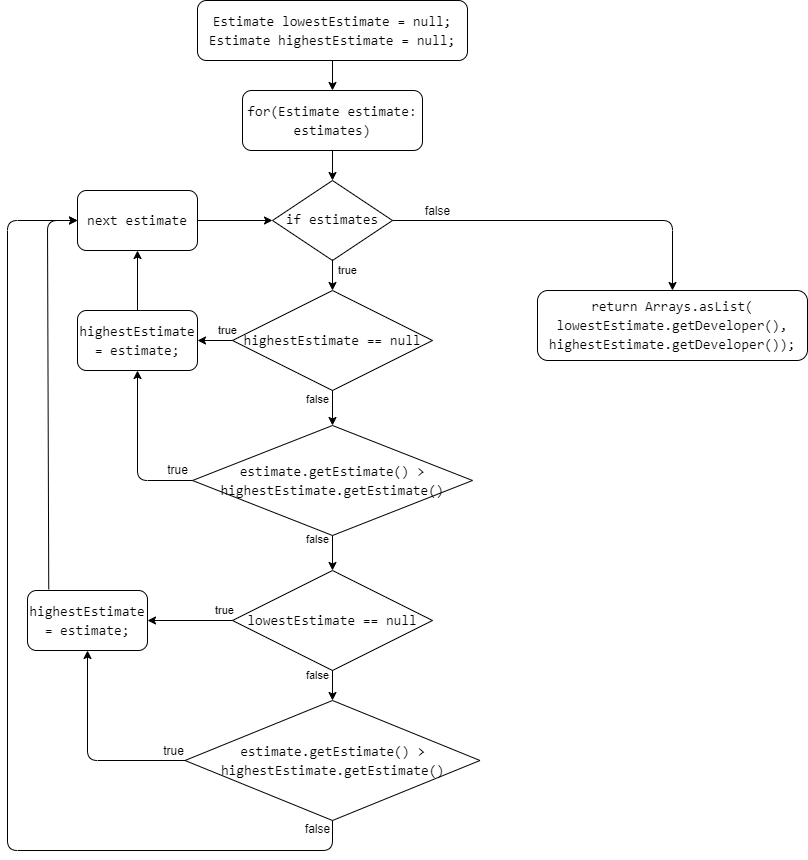 Estimate lowestEstimate = null;
Estimate highestEstimate = null;
for(Estimate estimate:
estimates)
next estimate
if estimates
false
true
return Arrays.asList(
lowestEstimate.getDeveloper(),
highestEstimate.getDeveloper());
highestEstimate
= estimate;
true
highestEstimate == null
false
true
estimate.getEstimate() >
highestEstimate.getEstimate()
false
highestEstimate
= estimate;
true
lowestEstimate == null
false
true
estimate.getEstimate() >
highestEstimate.getEstimate()
false